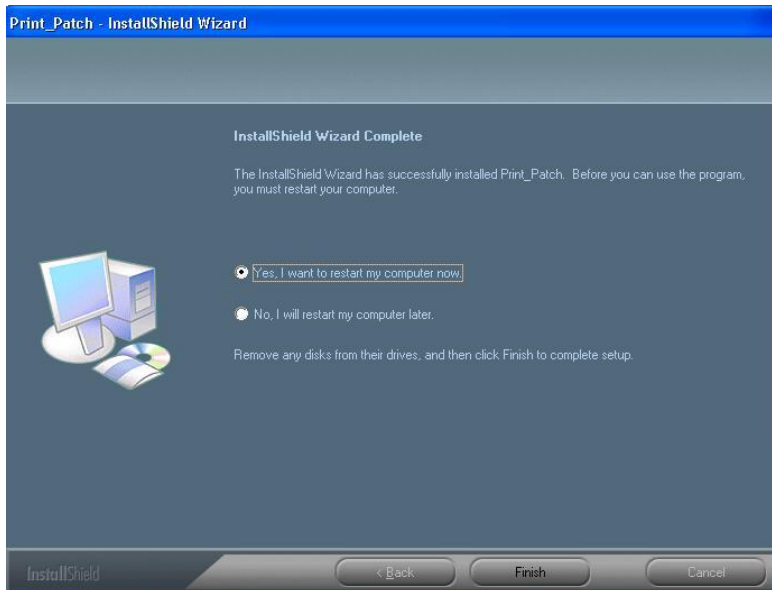 Print_Patch - InstallShield Wizard
InstallShield Wizard Complete
The InstallShield Wizard has successfully installed Print_Patch. Before you can use the program,
you must restart your computer.
Yes, I want to restart my computer now.
No, I will restart my computer later.
Remove any disks from their drives, and then click Finish to complete setup.
InstallShield
< Back
Finish
Cancel